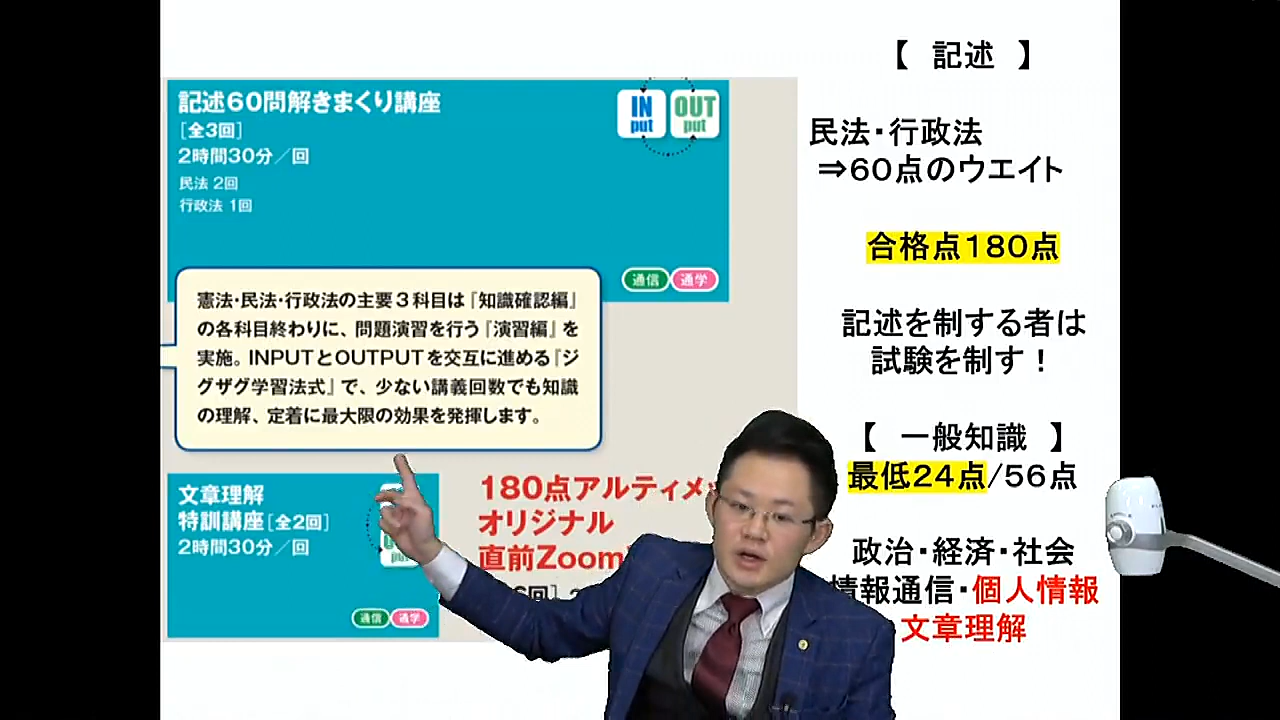 記述60問解きまくり講座
[全3回]
2時間30分／回
民法 2回
行政法 1回
IN
put
OUT
put
通信
通学
憲法・民法・行政法の主要3科目は『知識確認編』
の各科目終わりに、問題演習を行う『演習編』を
実施。INPUTとOUTPUTを交互に進める『ジ
グザグ学習法式』で、少ない講義回数でも知識
の理解、定着に最大限の効果を発揮します。
文章理解
特訓講座[全2回]
2時間30分／回
通信
通学
180点アルティメ
オリジナル
直前Zoom
【 記述 】
民法・行政法
⇒60点のウエイト
合格点180点
記述を制する者は
試験を制す！
【 一般知識 】
最低24点/56点
政治・経済・社会
情報通信・個人情報
文章理解